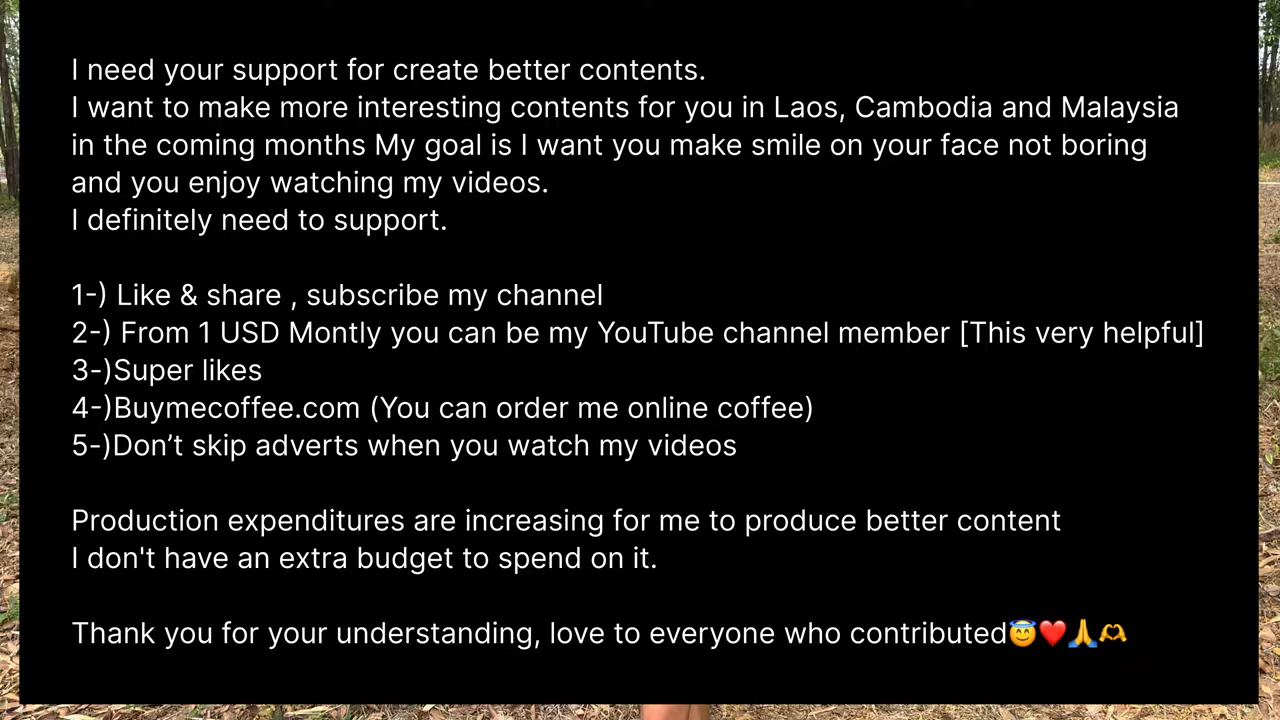 I need your support for create better contents.
I want to make more interesting contents for you in Laos, Cambodia and Malaysia
in the coming months My goal is I want you make smile on your face not boring
and you enjoy watching my videos.
I definitely need to support.
1-) Like & share , subscribe my channel
2-) From 1 USD Montly you can be my YouTube channel member [This very helpful]
3-)Super likes
4-)Buymecoffee.com (You can order me online coffee)
5-)Don’t skip adverts when you watch my videos
Production expenditures are increasing for me to produce better content
I don't have an extra budget to spend on it.
Thank you for your understanding, love to everyone who contributed😇❤️🙏🫶